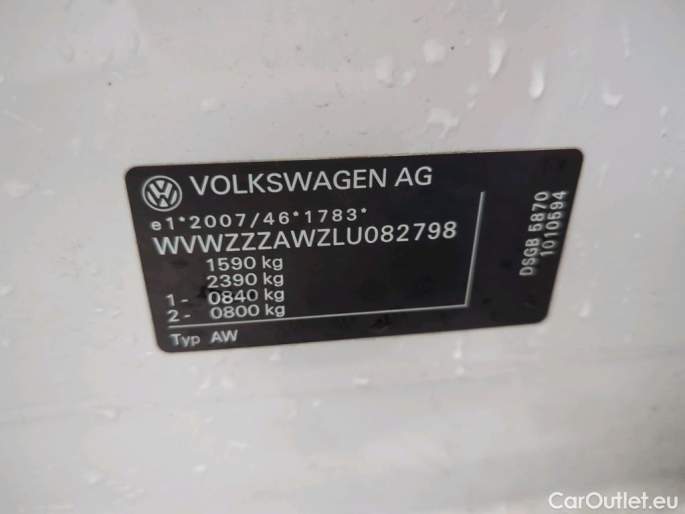 VOLKSWAGEN AG
e1*2007/46*1783*
WVWZZZAWZLU082798
1590 kg
2390 kg
1- 0840 kg
2- 0800 kg
Typ AW
DSGB 5870
1010594
CarOutlet.eu